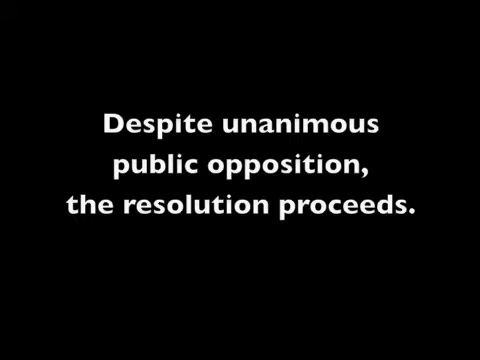 Despite unanimous
public opposition,
the resolution proceeds.